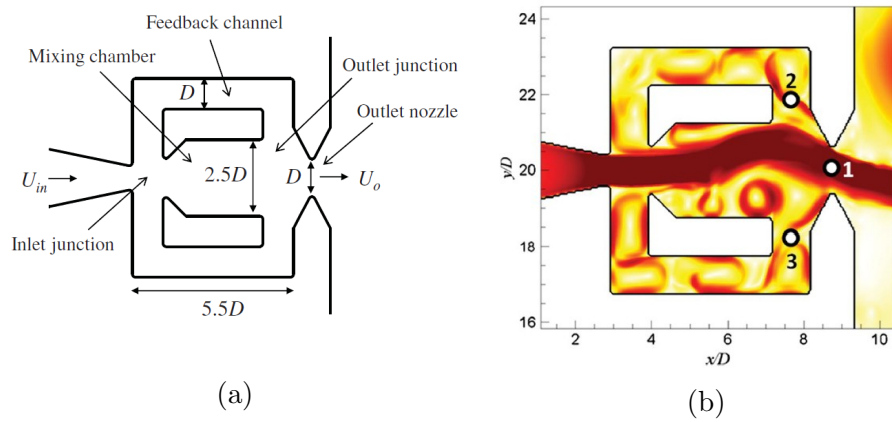 Feedback channel
Mixing chamber
Outlet junction
D
Outlet nozzle
U_in
2.5D
D
U_o
Inlet junction
5.5D
(a)
24
22
20
18
16
y/D
2
1
3
2
4
6
8
10
x/D
(b)